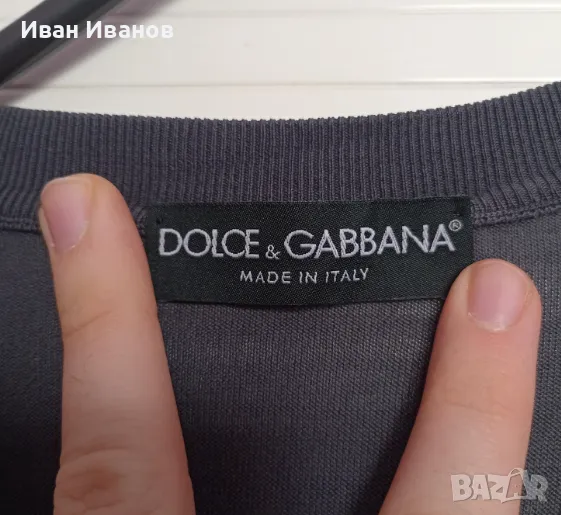 Иван Иванов
DOLCE & GABBANA®
MADE IN ITALY
BAZAR